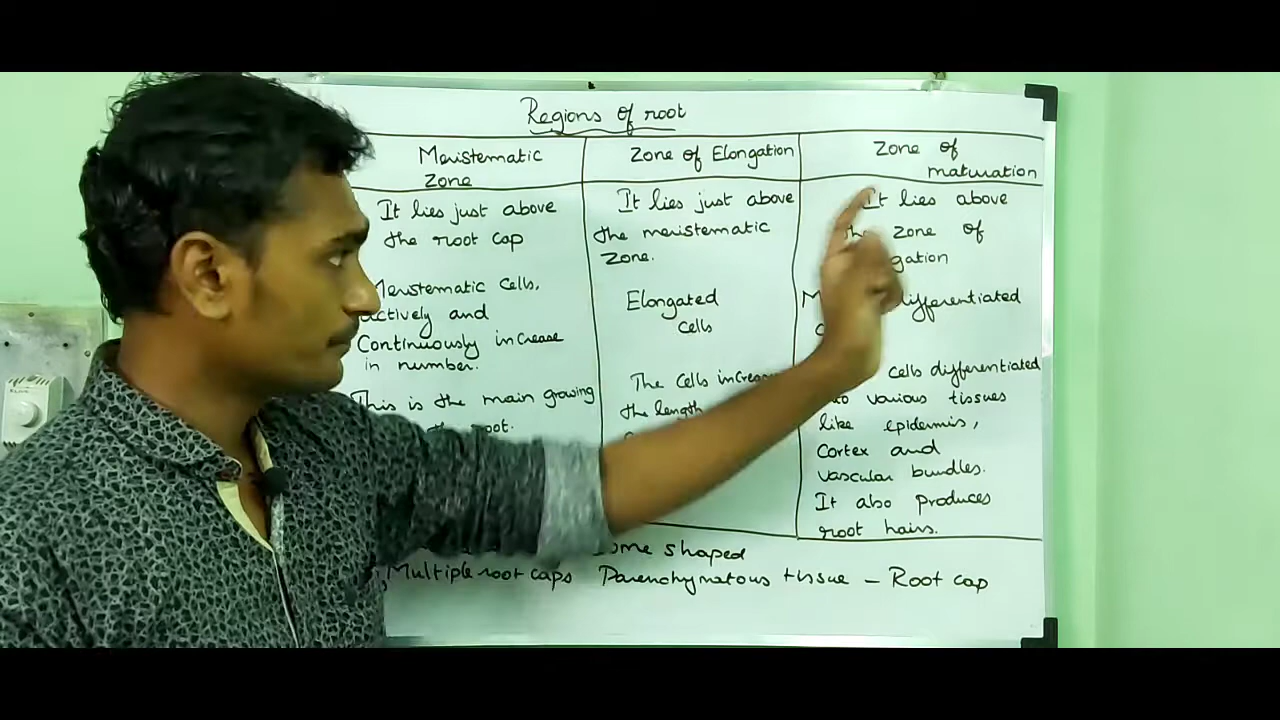 Regions of root
Meristematic
Zone
It lies just above
the root cap
Meristematic cells,
actively and
Continuously increase
in number.
This is the main growing
the root.
Zone of Elongation
It lies just above
the meristematic
Zone.
Elongated
cells
The cells increase
the length
Zone of
maturation
It lies above
the zone of
gation
differentiated
cells differentiated
various tissues
like epidermis,
Cortex and
vascular bundles.
It also produces
root hairs.
shaped
Multiple root caps Parenchymatous tissue – Root cap